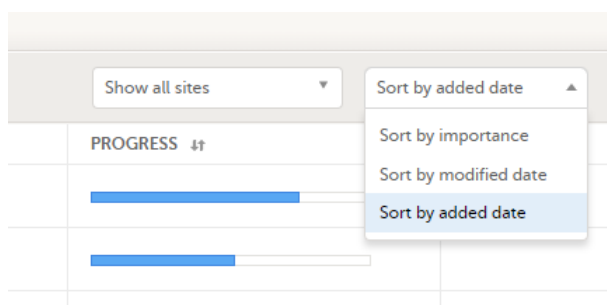 Show all sites
Sort by added date
PROGRESS
Sort by importance
Sort by modified date
Sort by added date